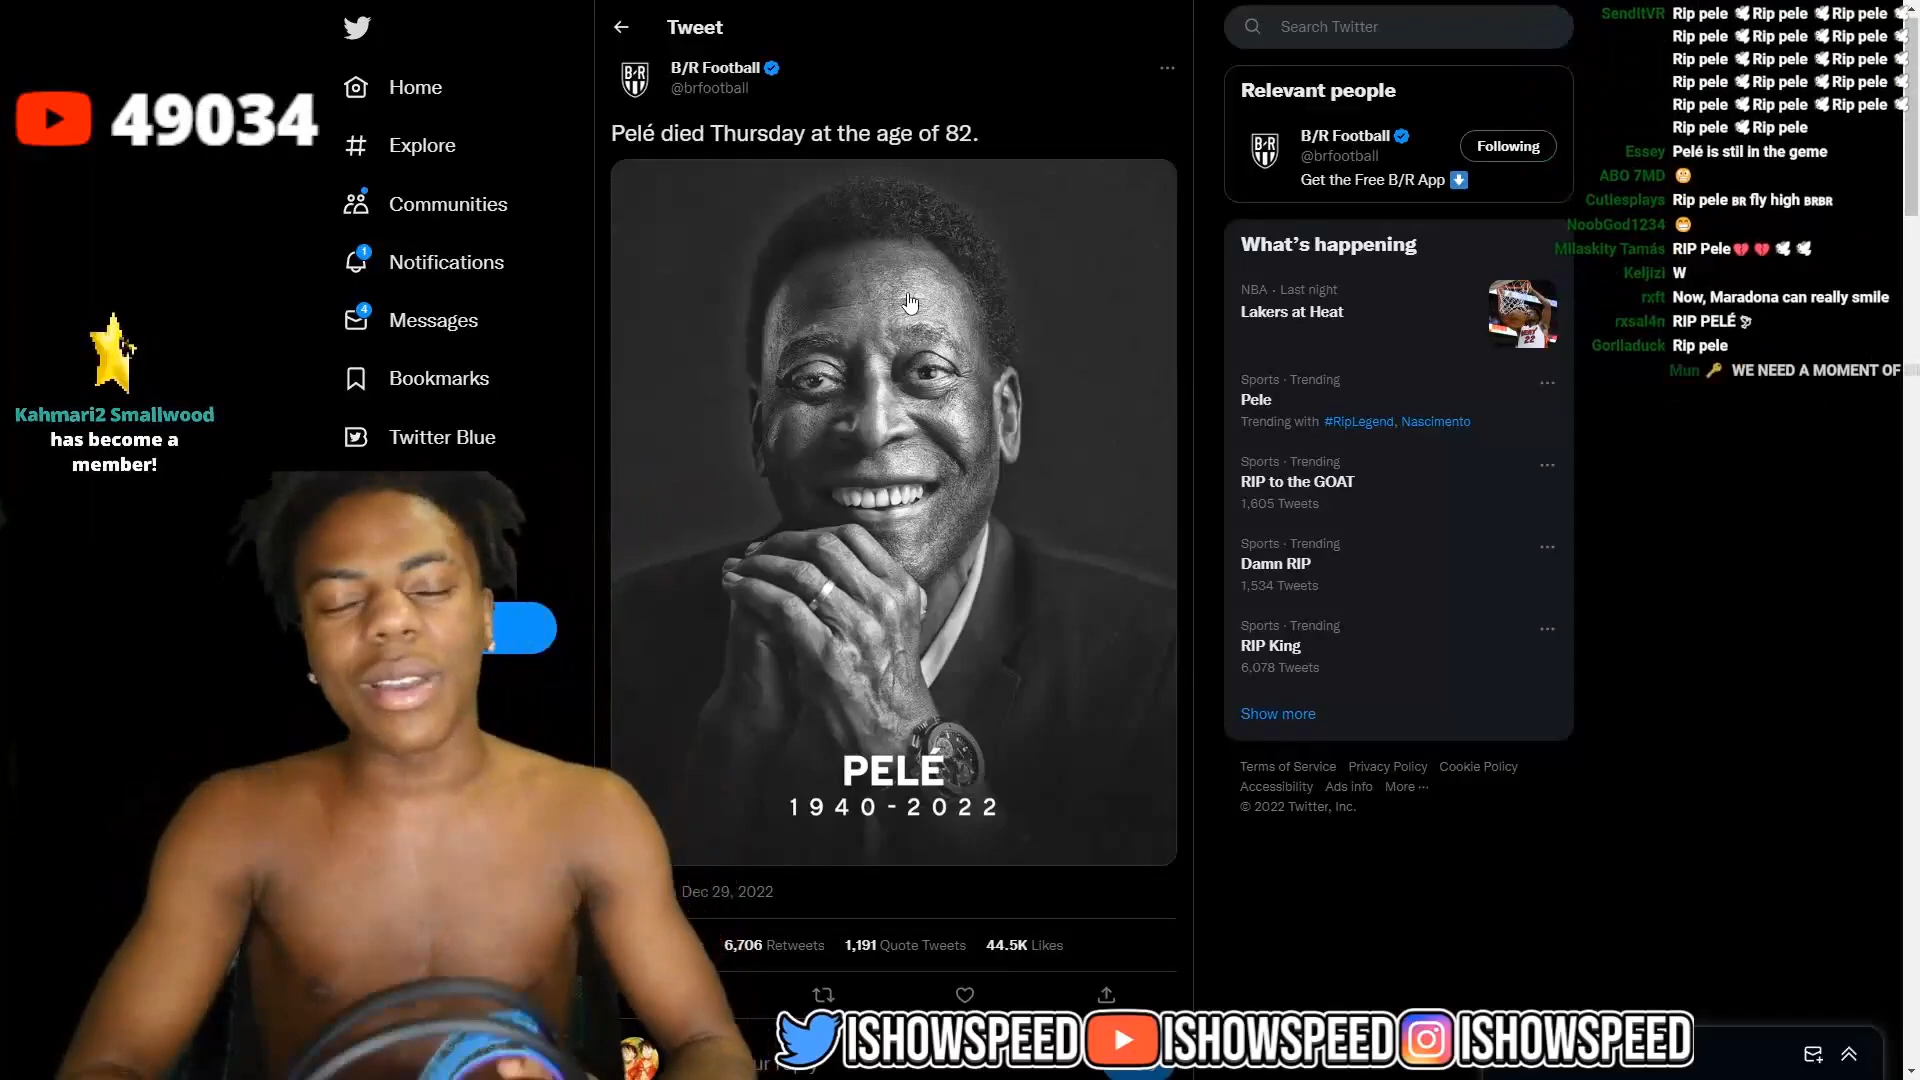 49034
Kahmari2 Smallwood
has become a
member!
Home
Explore
Communities
1
Notifications
4
Messages
Bookmarks
Twitter Blue
Tweet
B/R Football
@brfootball
Pelé died Thursday at the age of 82.
PELÉ
1940-2022
Dec 29, 2022
6,706 Retweets 1,191 Quote Tweets 44.5K Likes
Search Twitter
Relevant people
B/R Football
@brfootball
Following
Get the Free B/R App
What's happening
NBA · Last night
Lakers at Heat
Sports · Trending
Pele
Trending with #RipLegend, Nascimento
Sports · Trending
RIP to the GOAT
1,605 Tweets
Sports · Trending
Damn RIP
1,534 Tweets
Sports · Trending
RIP King
6,078 Tweets
Show more
Terms of Service Privacy Policy Cookie Policy
Accessibility Ads info More ···
© 2022 Twitter, Inc.
SendItVR Rip pele 🕊Rip pele 🕊Rip pele 🕊
Rip pele 🕊Rip pele 🕊Rip pele 🕊
Rip pele 🕊Rip pele 🕊Rip pele 🕊
Rip pele 🕊Rip pele 🕊Rip pele 🕊
Rip pele 🕊Rip pele 🕊Rip pele 🕊
Rip pele 🕊Rip pele
Essey Pelé is stil in the geme
ABO 7MD
Cutiesplays Rip pele BR fly high BRBR
NoobGod1234 😁
Milaskity Tamás RIP Pele💔 💔 🕊 🕊
Keljizi W
rxft Now, Maradona can really smile
rxsal4n RIP PELÉ 🕊
Gorlladuck Rip pele
Mun 🔑 WE NEED A MOMENT OF
ISHOWSPEED ISHOWSPEED ISHOWSPEED